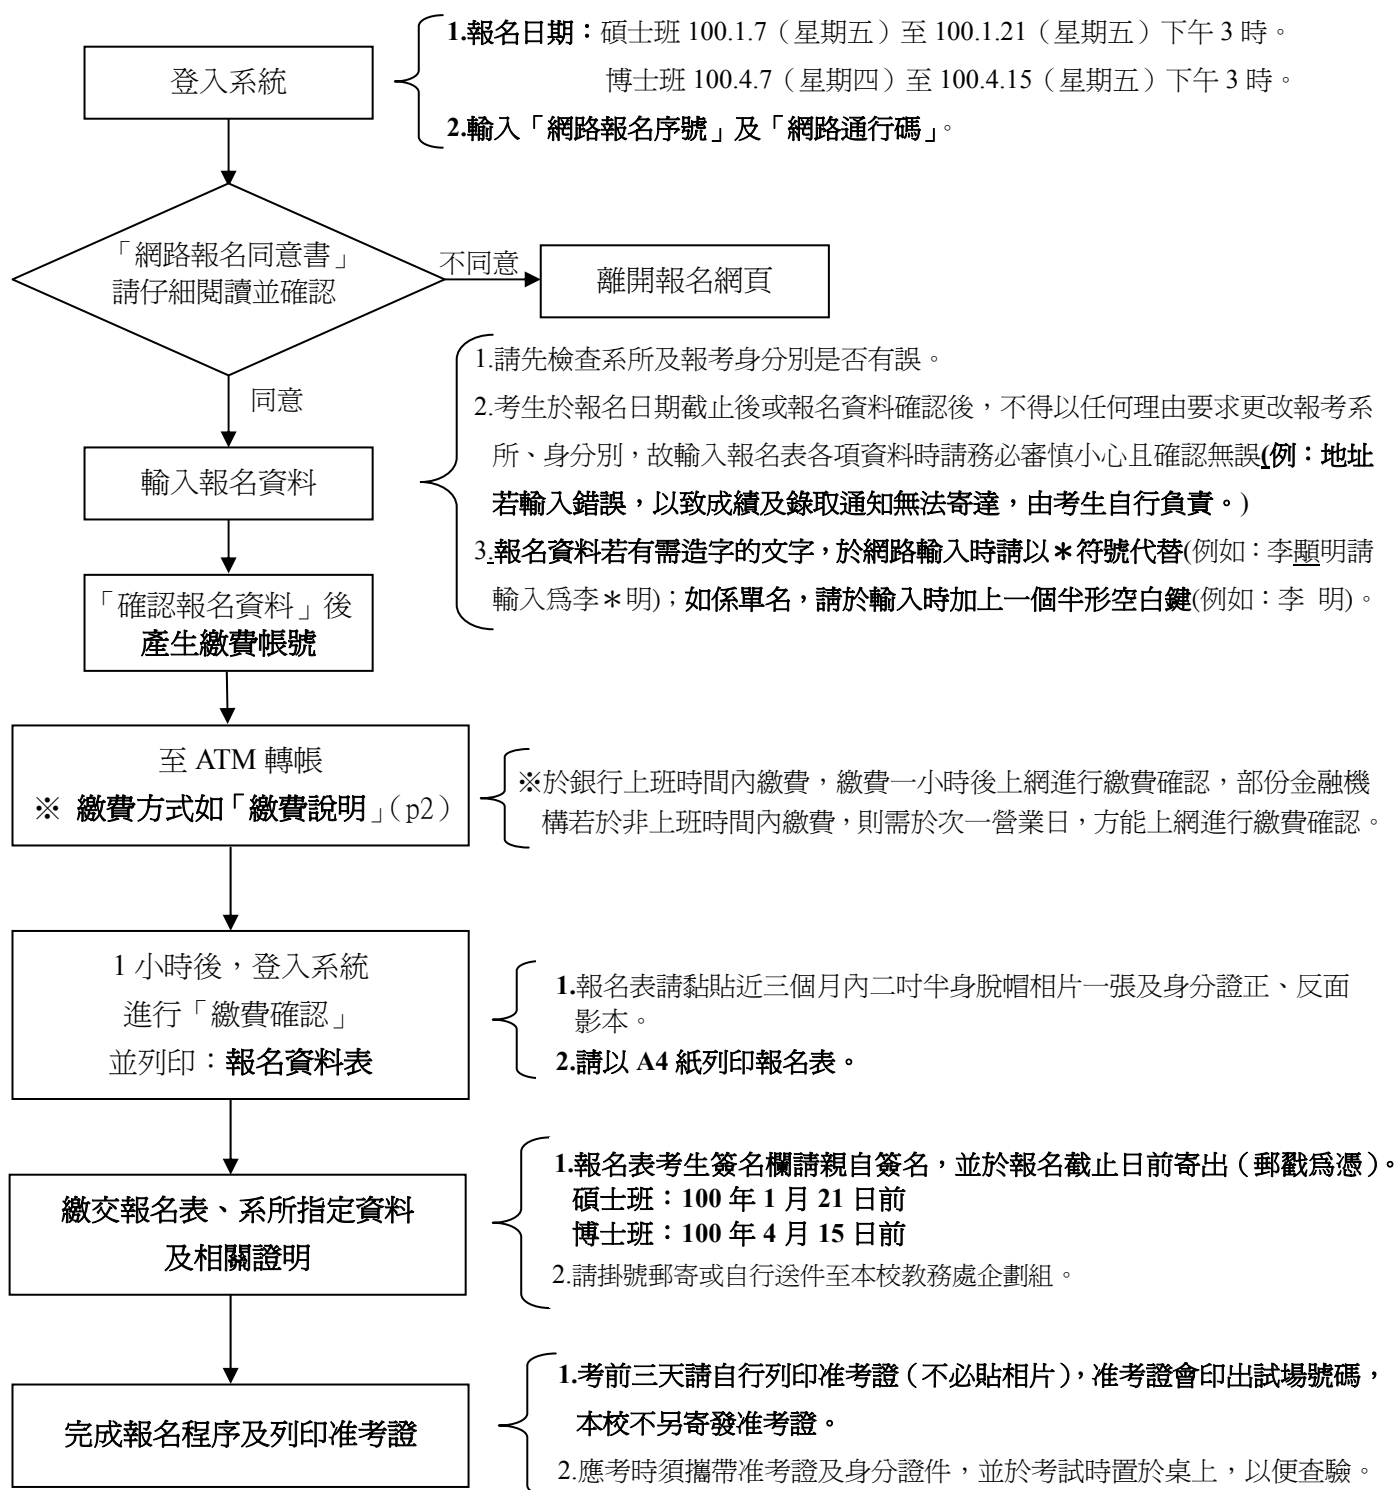 登入系統
1.報名日期：碩士班 100.1.7（星期五）至 100.1.21（星期五）下午 3 時。
博士班 100.4.7（星期四）至 100.4.15（星期五）下午 3 時。
2.輸入「網路報名序號」及「網路通行碼」。
「網路報名同意書」
請仔細閱讀並確認
不同意
離開報名網頁
同意
輸入報名資料
1.請先檢查系所及報考身分別是否有誤。
2.考生於報名日期截止後或報名資料確認後，不得以任何理由要求更改報考系
所、身分別，故輸入報名表各項資料時請務必審慎小心且確認無誤(例：地址
若輸入錯誤，以致成績及錄取通知無法寄達，由考生自行負責。)
3.報名資料若有需造字的文字，於網路輸入時請以＊符號代替(例如：李顯明請
輸入為李＊明)；如係單名，請於輸入時加上一個半形空白鍵(例如：李 明)。
「確認報名資料」後
產生繳費帳號
至 ATM 轉帳
※ 繳費方式如「繳費說明」（p2）
※於銀行上班時間內繳費，繳費一小時後上網進行繳費確認，部份金融機
構若於非上班時間內繳費，則需於次一營業日，方能上網進行繳費確認。
1 小時後，登入系統
進行「繳費確認」
並列印：報名資料表
1.報名表請黏貼近三個月內二吋半身脫帽相片一張及身分證正、反面
影本。
2.請以 A4 紙列印報名表。
繳交報名表、系所指定資料
及相關證明
1.報名表考生簽名欄請親自簽名，並於報名截止日前寄出（郵戳為憑）。
碩士班：100 年 1 月 21 日前
博士班：100 年 4 月 15 日前
2.請掛號郵寄或自行送件至本校教務處企劃組。
完成報名程序及列印准考證
1.考前三天請自行列印准考證（不必貼相片），准考證會印出試場號碼，
本校不另寄發准考證。
2.應考時須攜帶准考證及身分證件，並於考試時置於桌上，以便查驗。